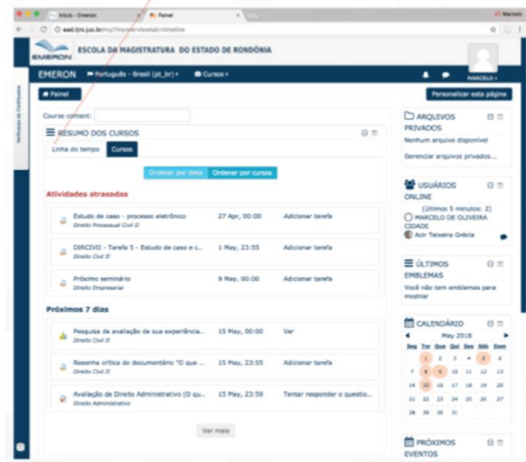 Início - Emeron
Painel
Marcelo
ESCOLA DA MAGISTRATURA DO ESTADO DE RONDÔNIA
EMERON
EMERON
Português - Brasil (pt_br)
Cursos
MARCELO
Painel
Personalizar esta página
Course content:
RESUMO DOS CURSOS
Linha do tempo
Cursos
Ordenar por data
Ordenar por cursos
Atividades atrasadas
Estudo de caso - processo eletrônico
27 Apr, 00:00
Adicionar tarefa
Direito Processual Civil II
DIRCIVII - Tarefa 5 - Estudo de caso e c...
1 May, 23:55
Adicionar tarefa
Direito Civil II
Próximo seminário
9 May, 00:00
Adicionar tarefa
Direito Empresarial
Próximos 7 dias
Pesquisa de avaliação de sua experiência...
15 May, 00:00
Ver
Direito Civil II
Resenha crítica do documentário "O que ...
15 May, 23:55
Adicionar tarefa
Direito Civil II
Avaliação de Direito Administrativo (O qu...
15 May, 23:59
Tentar responder o questio...
Direito Administrativo
Ver mais
ARQUIVOS
PRIVADOS
Nenhum arquivo disponível
Gerenciar arquivos privados...
USUÁRIOS
ONLINE
(últimos 5 minutos: 2)
MARCELO DE OLIVEIRA
CIDADE
Acir Teixeira Grécia
ÚLTIMOS
EMBLEMAS
Você não tem emblemas para
mostrar
CALENDÁRIO
May 2018
Seg Ter Qua Qui Sex Sáb Dom
1 2 3 4 5 6
7 8 9 10 11 12 13
14 15 16 17 18 19 20
21 22 23 24 25 26 27
28 29 30 31
PRÓXIMOS
EVENTOS